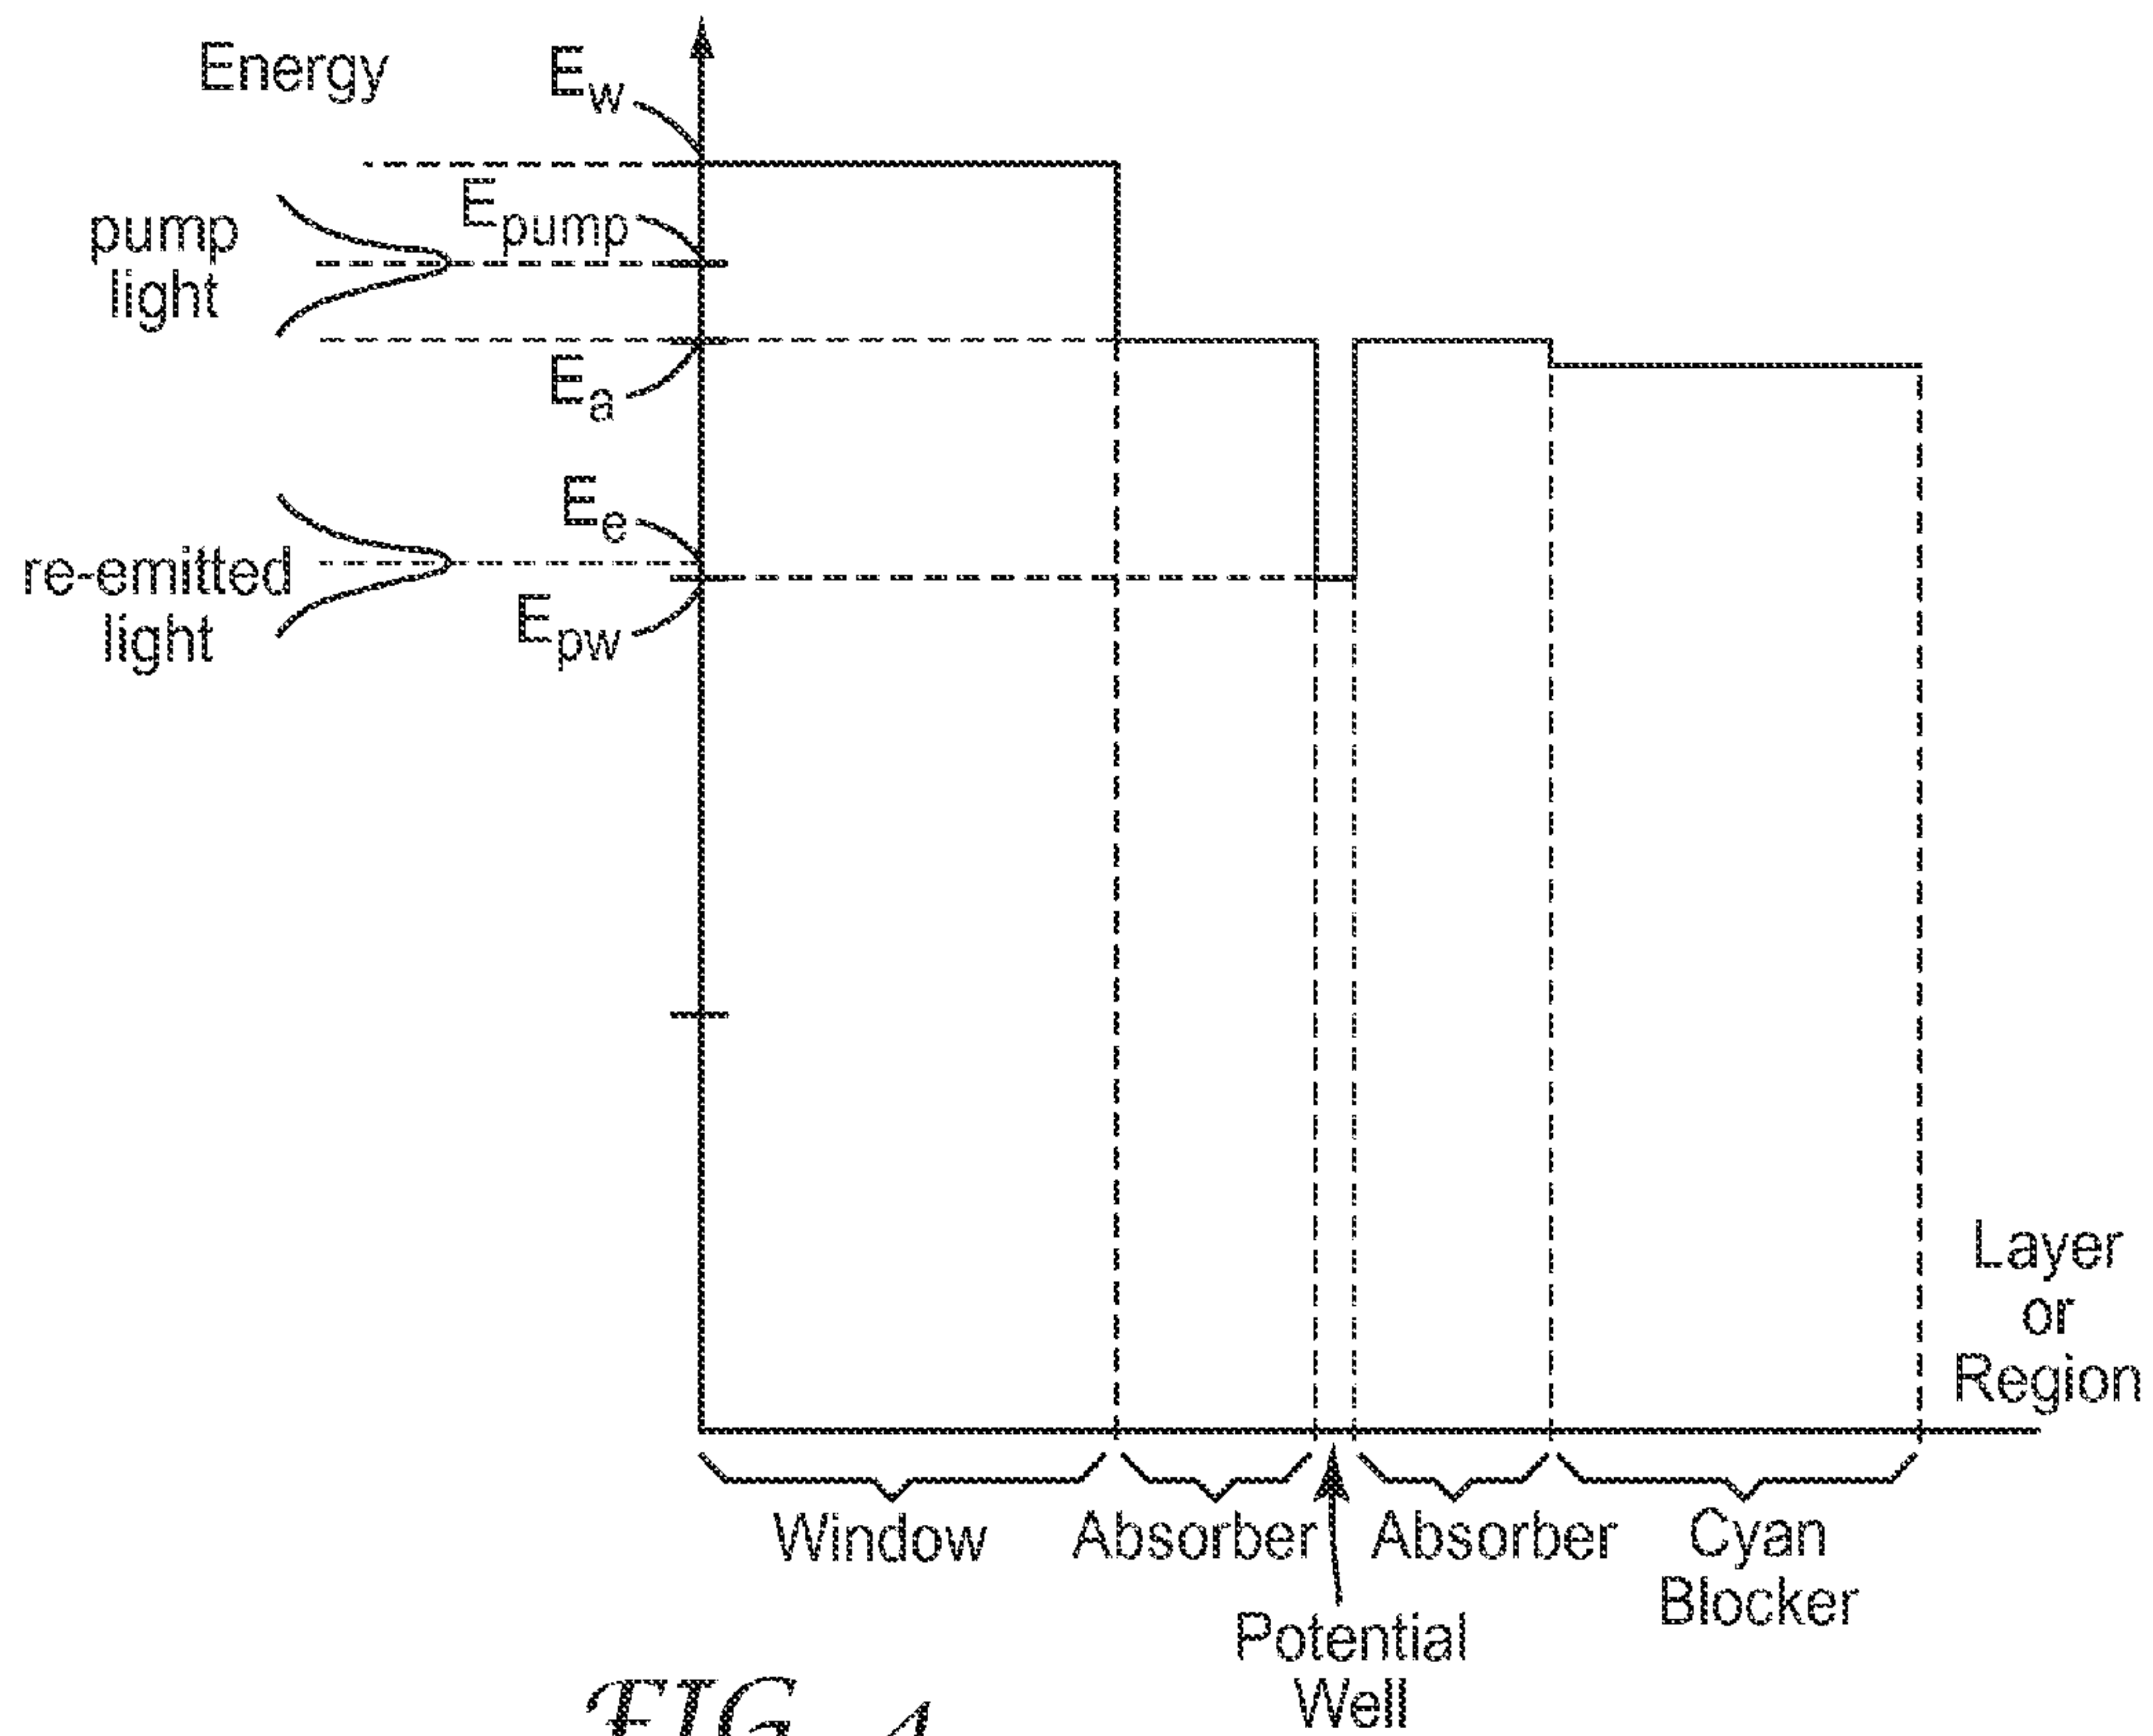 Energy
E_w
E_pump
pump
light
E_a
E_e
re-emitted
light
E_pw
Layer
or
Region
Window
Absorber
Absorber
Cyan
Blocker
Potential
Well
FIG. 4